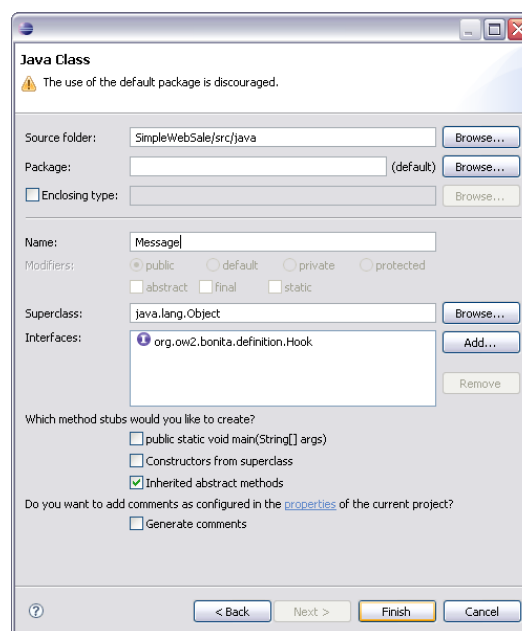 Java Class
The use of the default package is discouraged.
Source folder: SimpleWebSale/src/java Browse...
Package: (default) Browse...
Enclosing type: Browse...
Name: Message
Modifiers: public default private protected
abstract final static
Superclass: java.lang.Object Browse...
Interfaces: org.ow2.bonita.definition.Hook Add...
Remove
Which method stubs would you like to create?
public static void main(String[] args)
Constructors from superclass
Inherited abstract methods
Do you want to add comments as configured in the properties of the current project?
Generate comments
? < Back Next > Finish Cancel